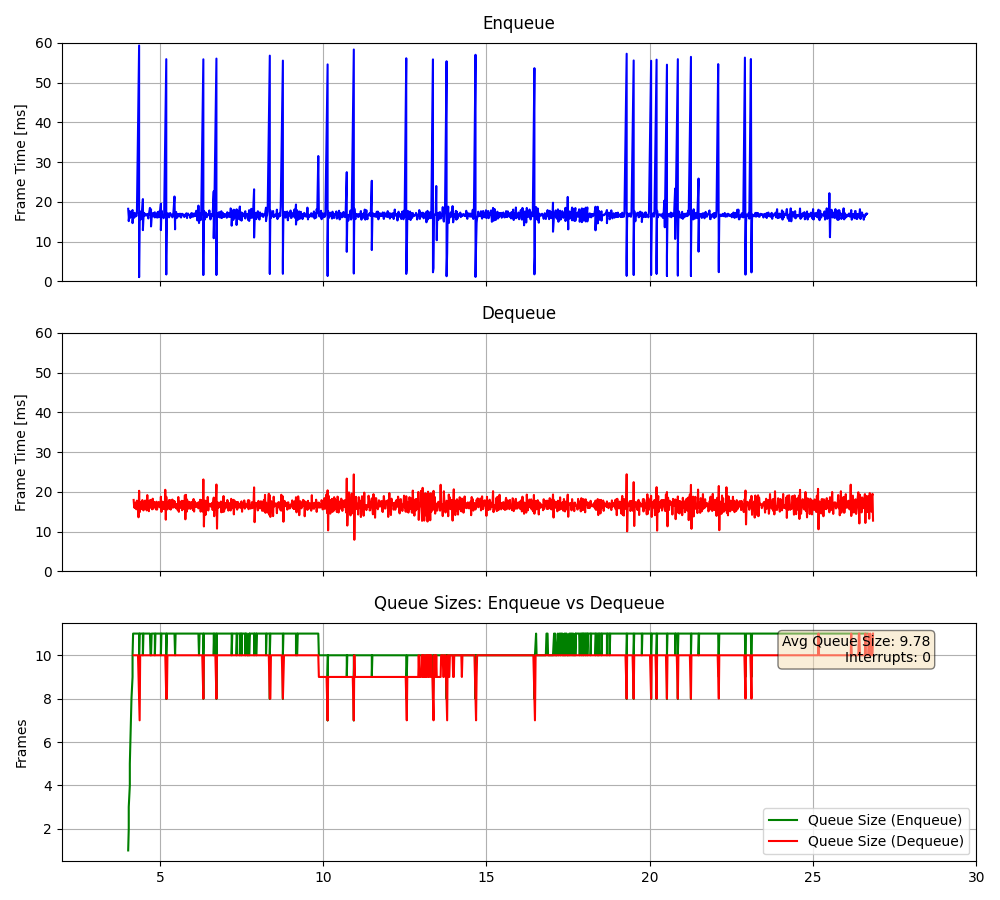 Enqueue
Frame Time [ms]
60
50
40
30
20
10
0
Dequeue
Frame Time [ms]
60
50
40
30
20
10
0
Queue Sizes: Enqueue vs Dequeue
Frames
10
8
6
4
2
Avg Queue Size: 9.78
Interrupts: 0
Queue Size (Enqueue)
Queue Size (Dequeue)
5 10 15 20 25 30